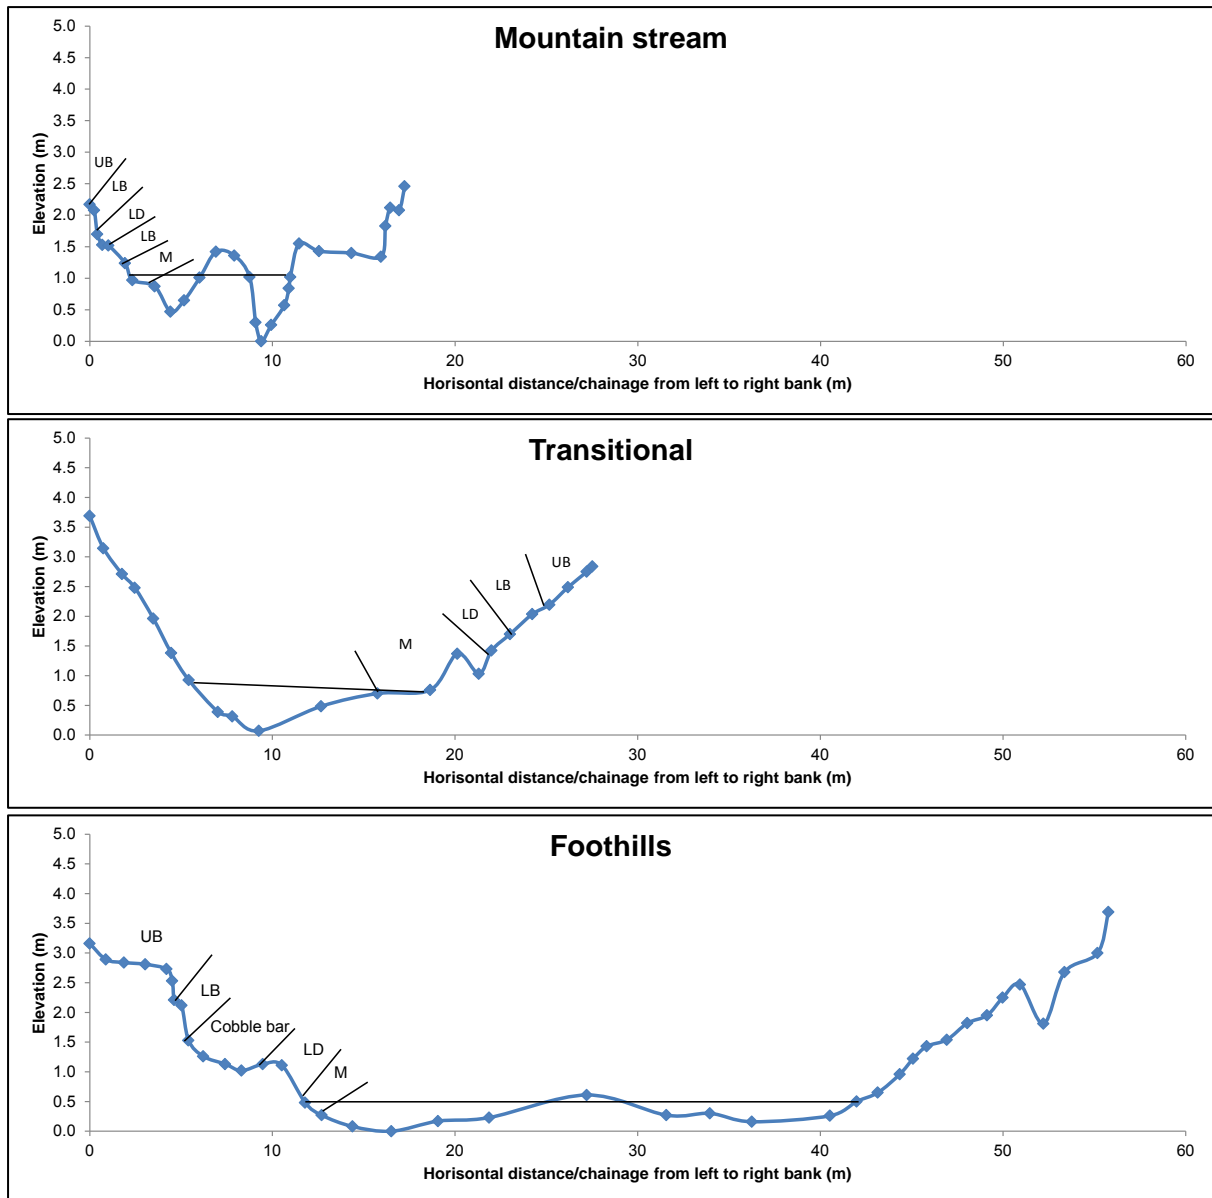 Mountain stream
5.0
4.5
4.0
3.5
3.0
2.5
2.0
1.5
1.0
0.5
0.0
Elevation (m)
UB
LB
LD
LB
M
0 10 20 30 40 50 60
Horisontal distance/chainage from left to right bank (m)
Transitional
5.0
4.5
4.0
3.5
3.0
2.5
2.0
1.5
1.0
0.5
0.0
Elevation (m)
UB
LB
LD
M
0 10 20 30 40 50 60
Horisontal distance/chainage from left to right bank (m)
Foothills
5.0
4.5
4.0
3.5
3.0
2.5
2.0
1.5
1.0
0.5
0.0
Elevation (m)
UB
LB
Cobble bar
LD
M
0 10 20 30 40 50 60
Horisontal distance/chainage from left to right bank (m)